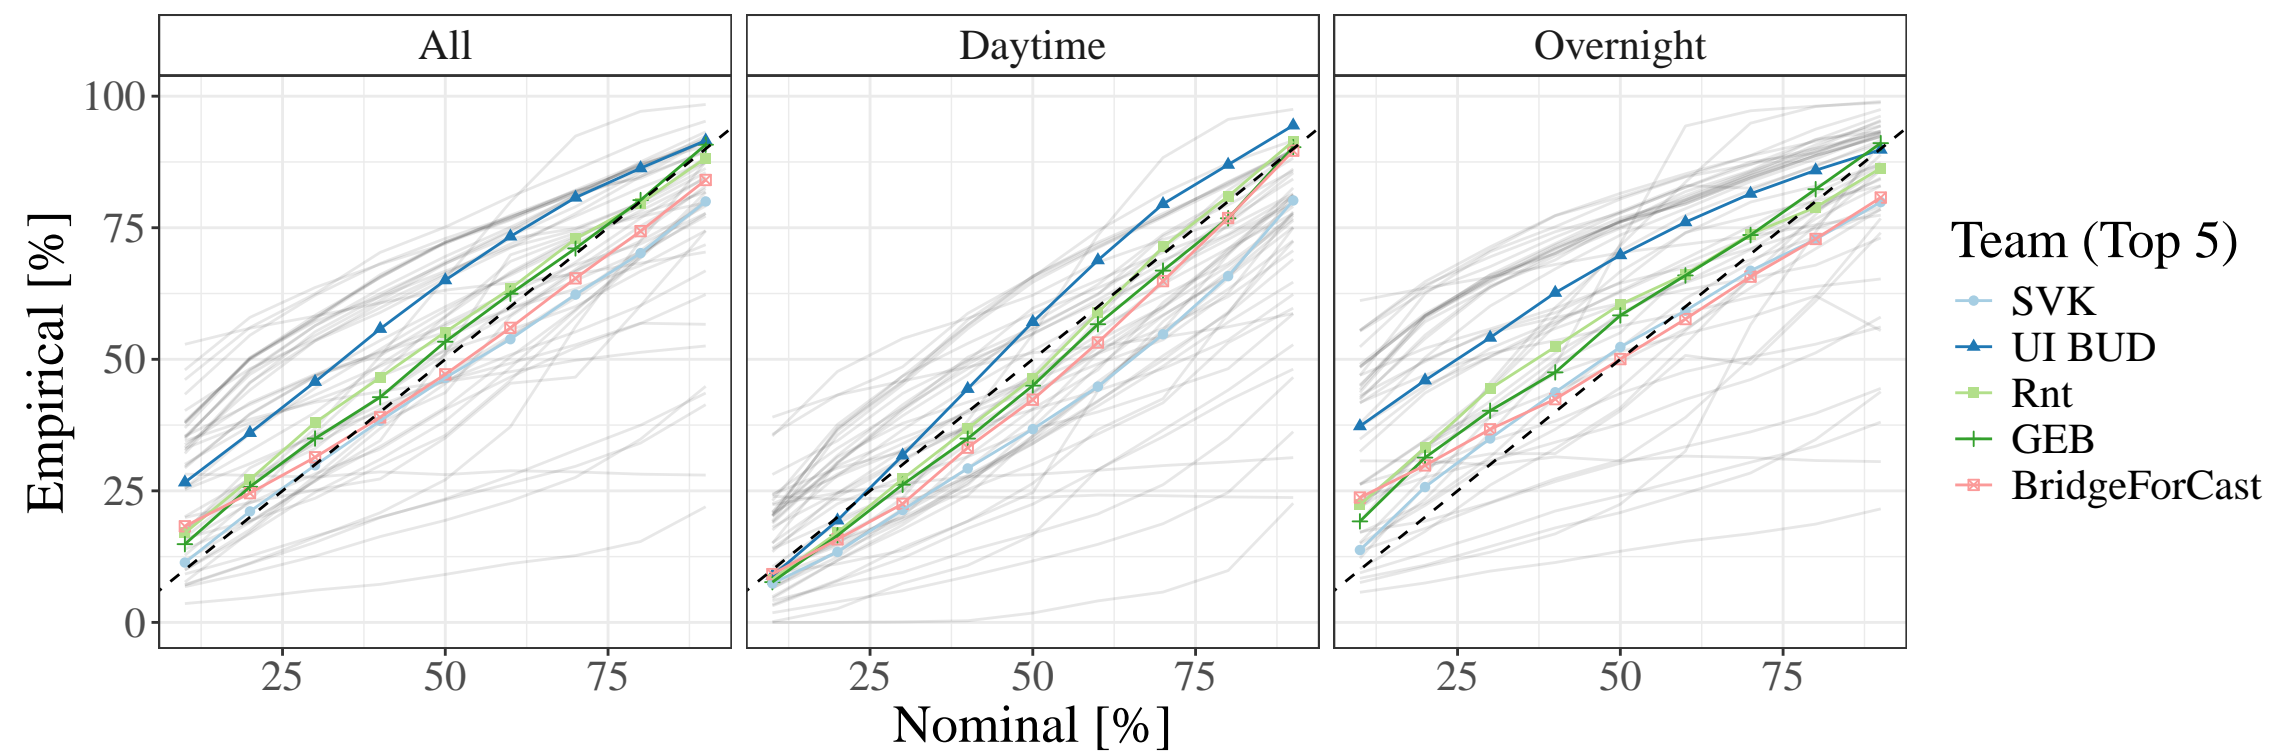 All Daytime Overnight
Empirical [%]
100
75
50
25
0
25 50 75 25 50 75 25 50 75
Nominal [%]
Team (Top 5)
SVK
UI BUD
Rnt
GEB
BridgeForCast